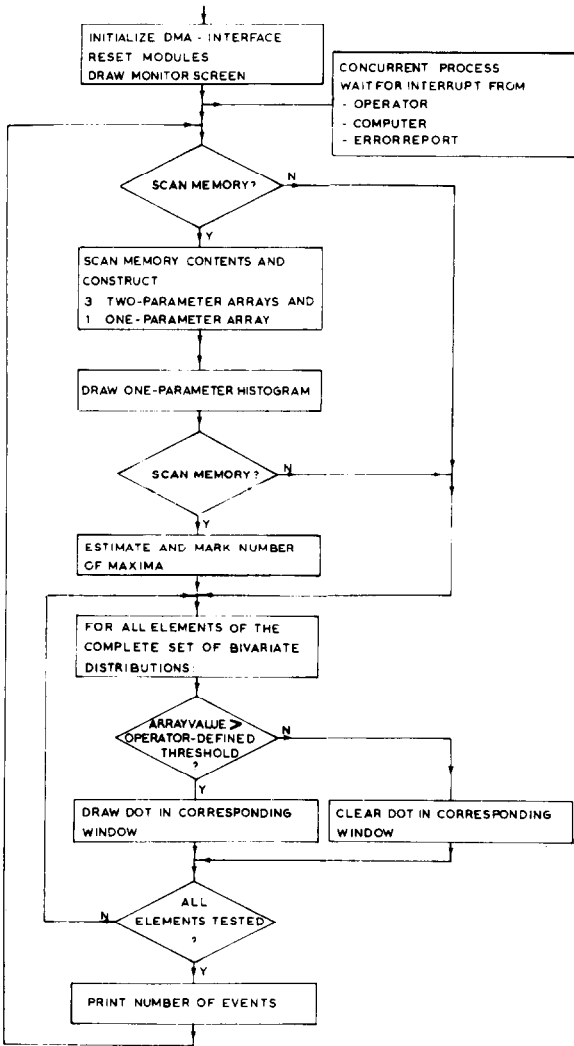 INITIALIZE DMA - INTERFACE
RESET MODULES
DRAW MONITOR SCREEN
CONCURRENT PROCESS
WAIT FOR INTERRUPT FROM
- OPERATOR
- COMPUTER
- ERROR REPORT
SCAN MEMORY?
N
Y
SCAN MEMORY CONTENTS AND
CONSTRUCT
3 TWO-PARAMETER ARRAYS AND
1 ONE-PARAMETER ARRAY
DRAW ONE-PARAMETER HISTOGRAM
SCAN MEMORY?
N
Y
ESTIMATE AND MARK NUMBER
OF MAXIMA
FOR ALL ELEMENTS OF THE
COMPLETE SET OF BIVARIATE
DISTRIBUTIONS:
ARRAYVALUE >
OPERATOR-DEFINED
THRESHOLD
?
N
Y
DRAW DOT IN CORRESPONDING
WINDOW
CLEAR DOT IN CORRESPONDING
WINDOW
ALL
ELEMENTS TESTED
?
N
Y
PRINT NUMBER OF EVENTS